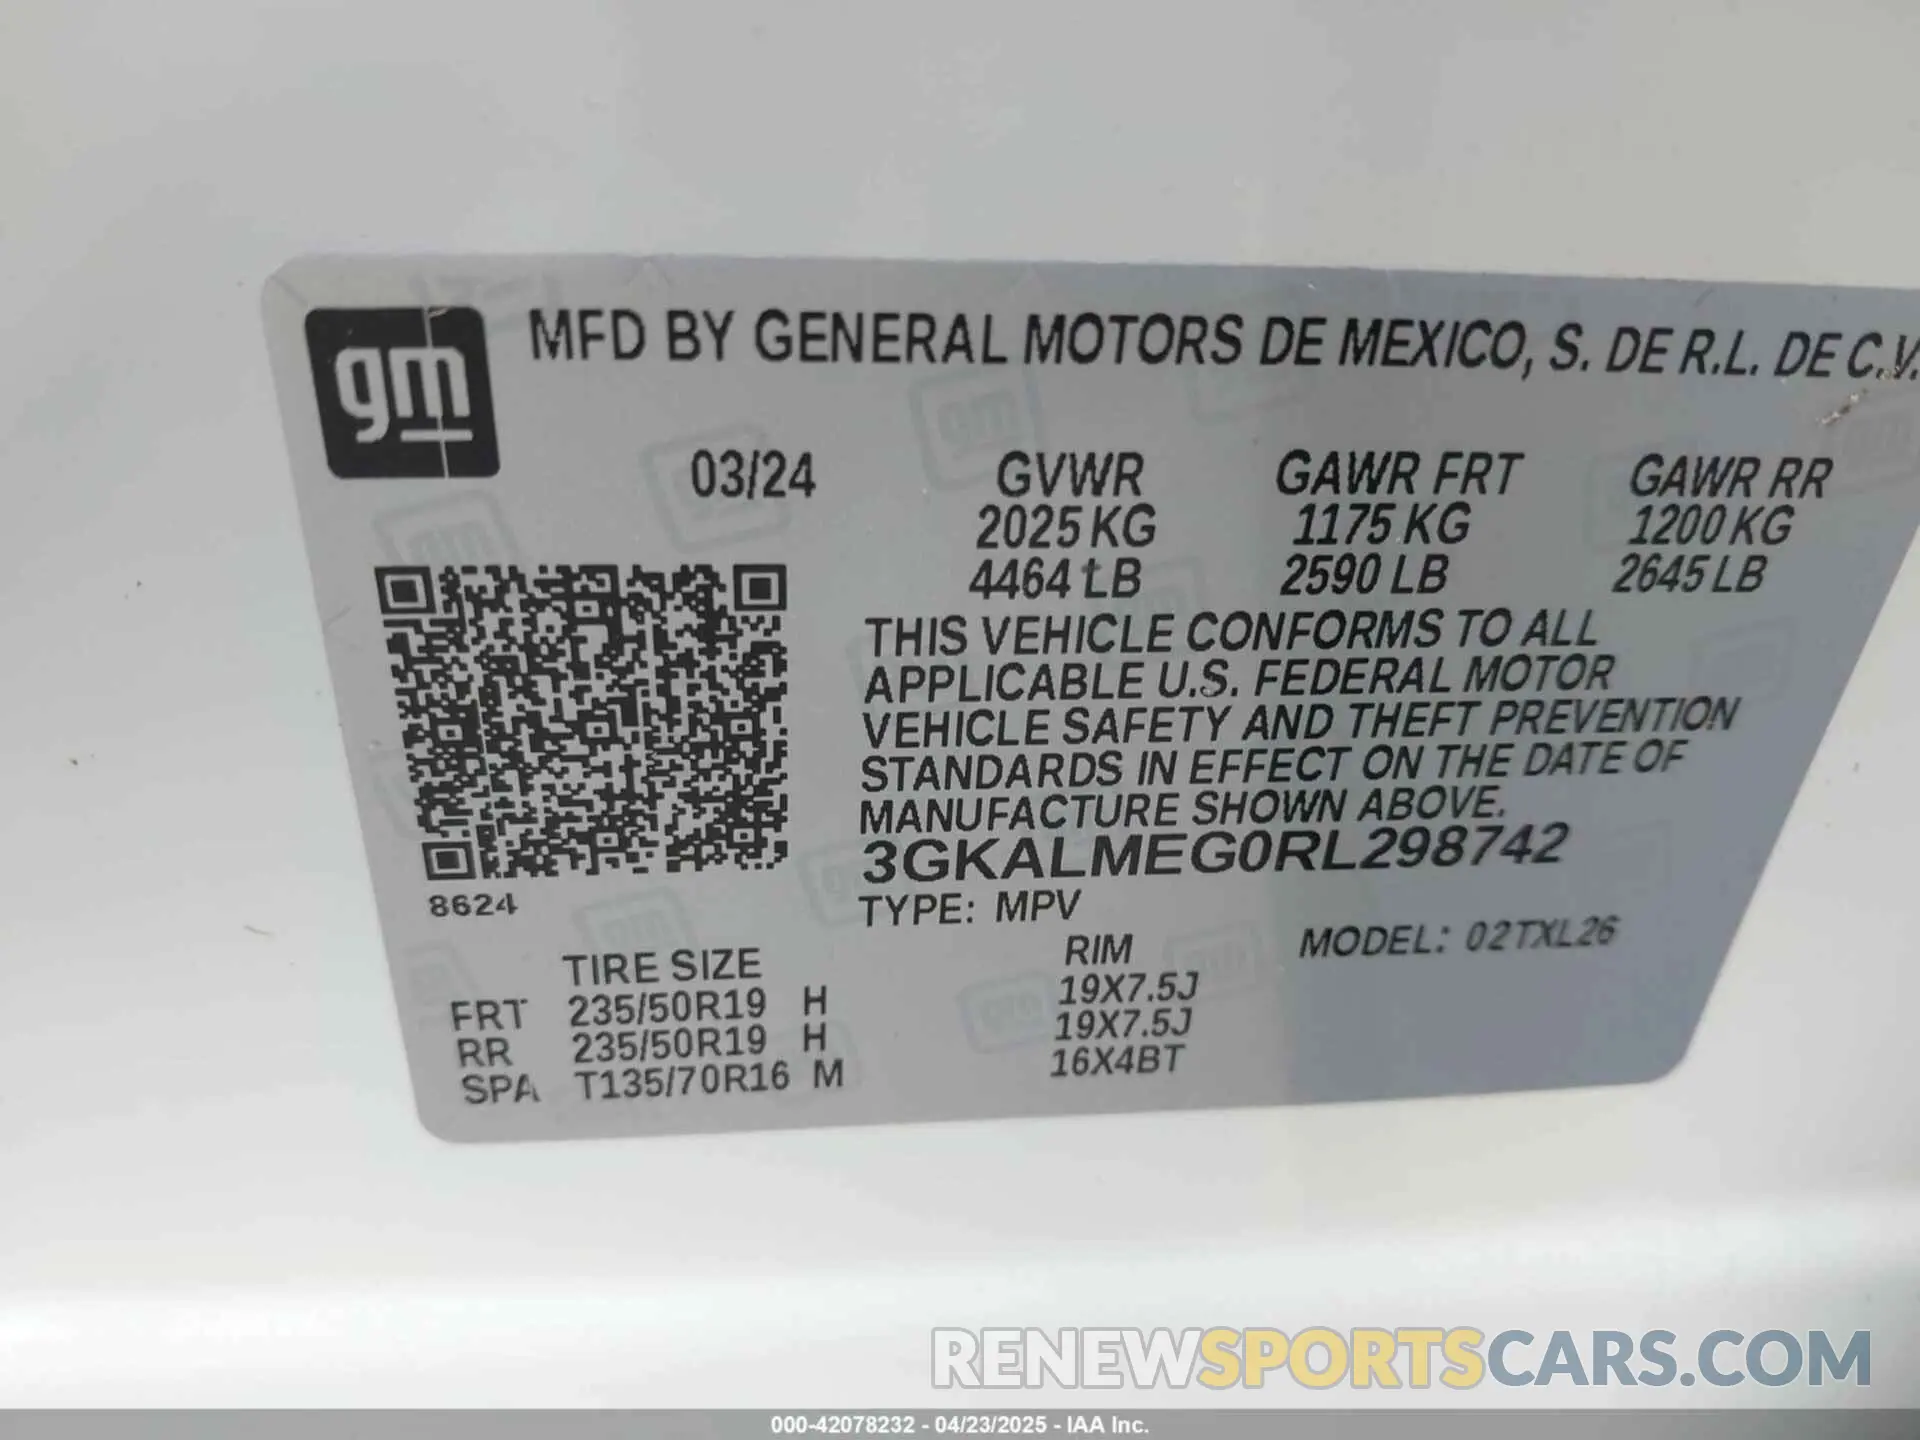 gm
MFD BY GENERAL MOTORS DE MEXICO, S. DE R.L. DE C.V.
03/24 GVWR GAWR FRT GAWR RR
2025 KG 1175 KG 1200 KG
4464 LB 2590 LB 2645 LB
THIS VEHICLE CONFORMS TO ALL
APPLICABLE U.S. FEDERAL MOTOR
VEHICLE SAFETY AND THEFT PREVENTION
STANDARDS IN EFFECT ON THE DATE OF
MANUFACTURE SHOWN ABOVE.
3GKALMEG0RL298742
8624
TYPE: MPV MODEL: 02TXL26
TIRE SIZE RIM
FRT 235/50R19 H 19X7.5J
RR 235/50R19 H 19X7.5J
SPA T135/70R16 M 16X4BT
RENEWSPORTSCARS.COM
000-42078232 - 04/23/2025 - IAA Inc.